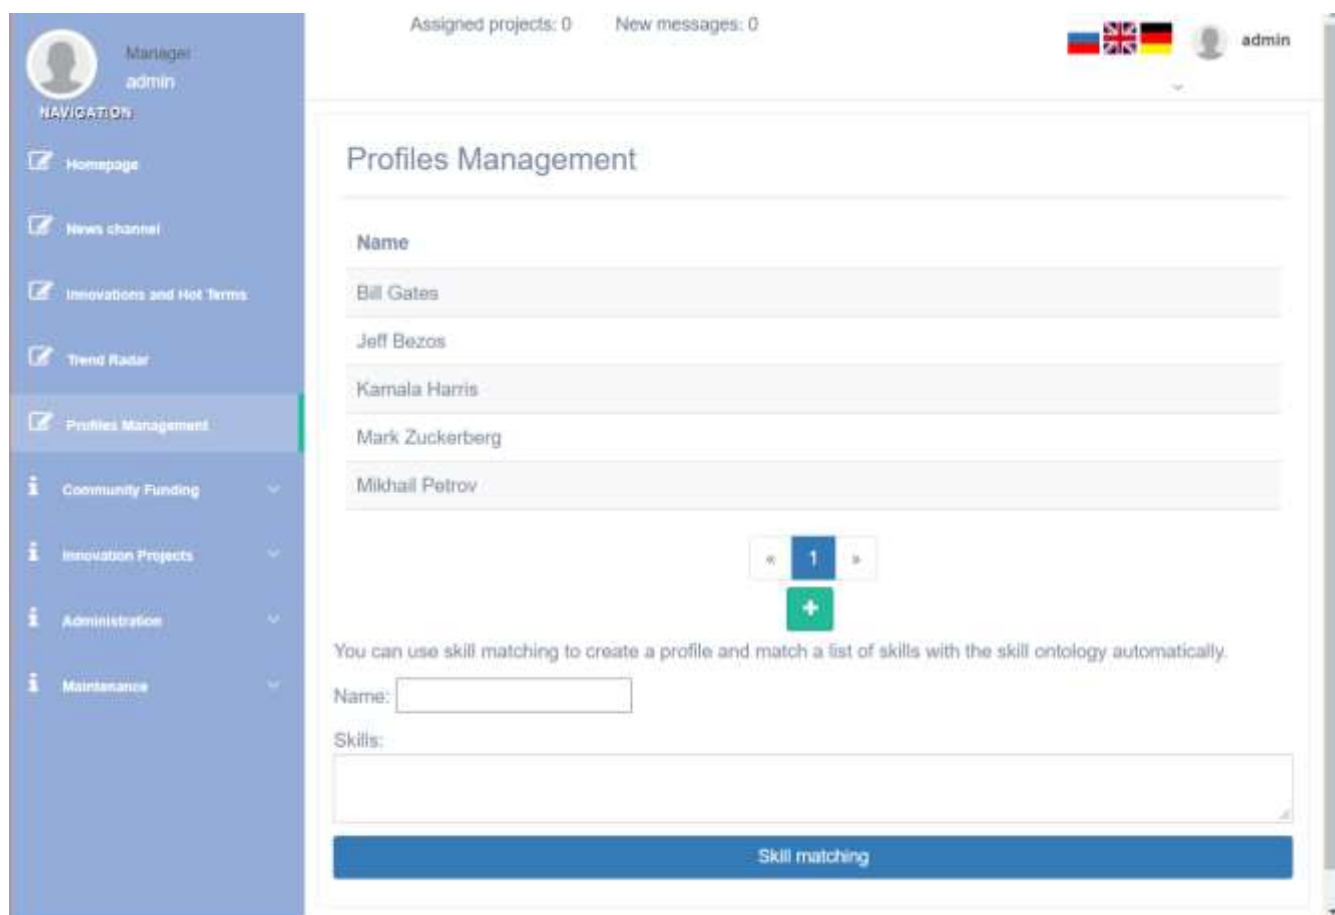 Assigned projects: 0 New messages: 0
Manager
admin
admin
NAVIGATION
Homepage
News channel
Innovations and Hot Terms
Trend Radar
Profiles Management
Community Funding
Innovation Projects
Administration
Maintenance
Profiles Management
Name
Bill Gates
Jeff Bezos
Kamala Harris
Mark Zuckerberg
Mikhail Petrov
« 1 »
+
You can use skill matching to create a profile and match a list of skills with the skill ontology automatically.
Name:
Skills:
Skill matching